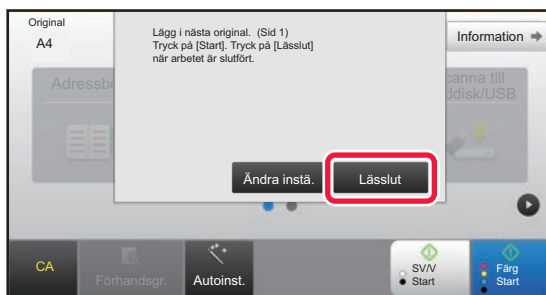 Original
A4
Lägg i nästa original. (Sid 1)
Tryck på [Start]. Tryck på [Lässlut]
när arbetet är slutfört.
Information
Adressbo
canna till
ddisk/USB
Ändra instä.
Lässlut
CA
Förhandsgr.
Autoinst.
SV/V
Start
Färg
Start